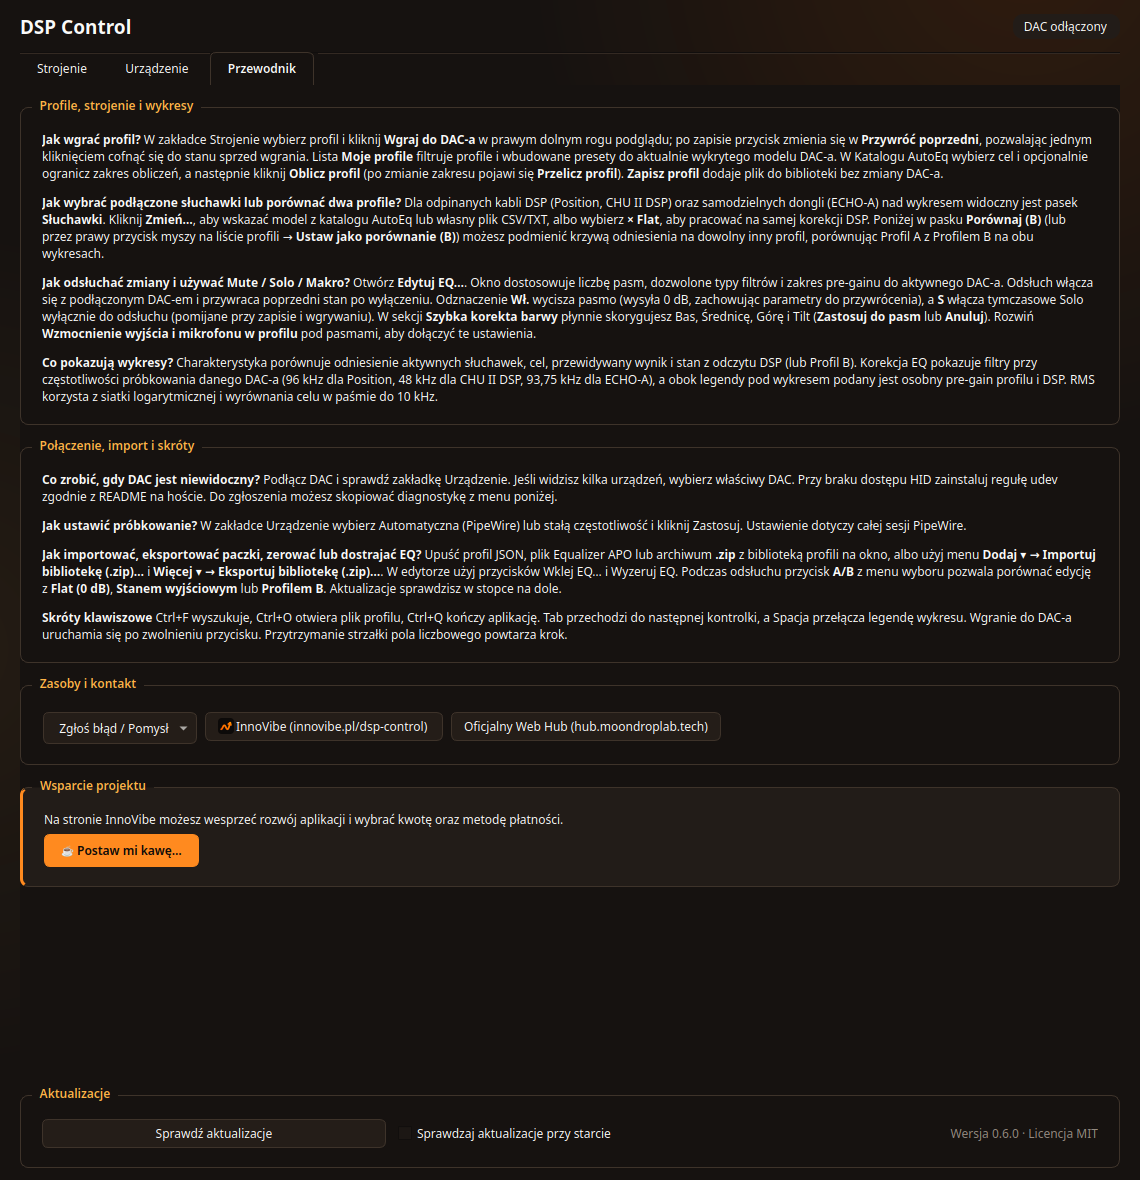 DSP Control
DAC odłączony
Strojenie
Urządzenie
Przewodnik
Profile, strojenie i wykresy
Jak wgrać profil? W zakładce Strojenie wybierz profil i kliknij Wgraj do DAC-a w prawym dolnym rogu podglądu; po zapisie przycisk zmienia się w Przywróć poprzedni, pozwalając jednym
kliknięciem cofnąć się do stanu sprzed wgrania. Lista Moje profile filtruje profile i wbudowane presety do aktualnie wykrytego modelu DAC-a. W Katalogu AutoEq wybierz cel i opcjonalnie
ogranicz zakres obliczeń, a następnie kliknij Oblicz profil (po zmianie zakresu pojawi się Przelicz profil). Zapisz profil dodaje plik do biblioteki bez zmiany DAC-a.
Jak wybrać podłączone słuchawki lub porównać dwa profile? Dla odpinanych kabli DSP (Position, CHU II DSP) oraz samodzielnych dongli (ECHO-A) nad wykresem widoczny jest pasek
Słuchawki. Kliknij Zmień…, aby wskazać model z katalogu AutoEq lub własny plik CSV/TXT, albo wybierz × Flat, aby pracować na samej korekcji DSP. Poniżej w pasku Porównaj (B) (lub
przez prawy przycisk myszy na liście profili → Ustaw jako porównanie (B)) możesz podmienić krzywą odniesienia na dowolny inny profil, porównując Profil A z Profilem B na obu
wykresach.
Jak odsłuchać zmiany i używać Mute / Solo / Makro? Otwórz Edytuj EQ…. Okno dostosowuje liczbę pasm, dozwolone typy filtrów i zakres pre-gainu do aktywnego DAC-a. Odsłuch włącza
się z podłączonym DAC-em i przywraca poprzedni stan po wyłączeniu. Odznaczenie Wł. wycisza pasmo (wysyła 0 dB, zachowując parametry do przywrócenia), a S włącza tymczasowe Solo
wyłącznie do odsłuchu (pomijane przy zapisie i wgrywaniu). W sekcji Szybka korekta barwy płynnie skorygujesz Bas, Średnicę, Górę i Tilt (Zastosuj do pasm lub Anuluj). Rozwiń
Wzmocnienie wyjścia i mikrofonu w profilu pod pasmami, aby dołączyć te ustawienia.
Co pokazują wykresy? Charakterystyka porównuje odniesienie aktywnych słuchawek, cel, przewidywany wynik i stan z odczytu DSP (lub Profil B). Korekcja EQ pokazuje filtry przy
częstotliwości próbkowania danego DAC-a (96 kHz dla Position, 48 kHz dla CHU II DSP, 93,75 kHz dla ECHO-A), a obok legendy pod wykresem podany jest osobny pre-gain profilu i DSP. RMS
korzysta z siatki logarytmicznej i wyrównania celu w paśmie do 10 kHz.
Połączenie, import i skróty
Co zrobić, gdy DAC jest niewidoczny? Podłącz DAC i sprawdź zakładkę Urządzenie. Jeśli widzisz kilka urządzeń, wybierz właściwy DAC. Przy braku dostępu HID zainstaluj regułę udev
zgodnie z README na hoście. Do zgłoszenia możesz skopiować diagnostykę z menu poniżej.
Jak ustawić próbkowanie? W zakładce Urządzenie wybierz Automatyczna (PipeWire) lub stałą częstotliwość i kliknij Zastosuj. Ustawienie dotyczy całej sesji PipeWire.
Jak importować, eksportować paczki, zerować lub dostrajać EQ? Upuść profil JSON, plik Equalizer APO lub archiwum .zip z biblioteką profili na okno, albo użyj menu Dodaj ▾ → Importuj
bibliotekę (.zip)… i Więcej ▾ → Eksportuj bibliotekę (.zip)…. W edytorze użyj przycisków Wklej EQ… i Wyzeruj EQ. Podczas odsłuchu przycisk A/B z menu wyboru pozwala porównać edycję
z Flat (0 dB), Stanem wyjściowym lub Profilem B. Aktualizacje sprawdzisz w stopce na dole.
Skróty klawiszowe Ctrl+F wyszukuje, Ctrl+O otwiera plik profilu, Ctrl+Q kończy aplikację. Tab przechodzi do następnej kontrolki, a Spacja przełącza legendę wykresu. Wgranie do DAC-a
uruchamia się po zwolnieniu przycisku. Przytrzymanie strzałki pola liczbowego powtarza krok.
Zasoby i kontakt
Zgłoś błąd / Pomysł
InnoVibe (innovibe.pl/dsp-control)
Oficjalny Web Hub (hub.moondroplab.tech)
Wsparcie projektu
Na stronie InnoVibe możesz wesprzeć rozwój aplikacji i wybrać kwotę oraz metodę płatności.
☕ Postaw mi kawę…
Aktualizacje
Sprawdź aktualizacje
Sprawdzaj aktualizacje przy starcie
Wersja 0.6.0 · Licencja MIT